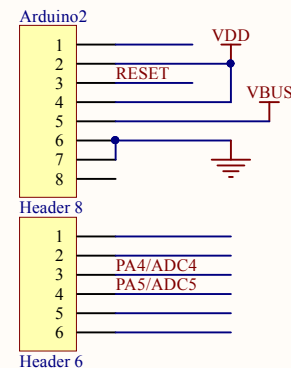 Arduino2
1
VDD
2
RESET
3
4
VBUS
5
6
7
8
Header 8
1
2
PA4/ADC4
3
PA5/ADC5
4
5
6
Header 6